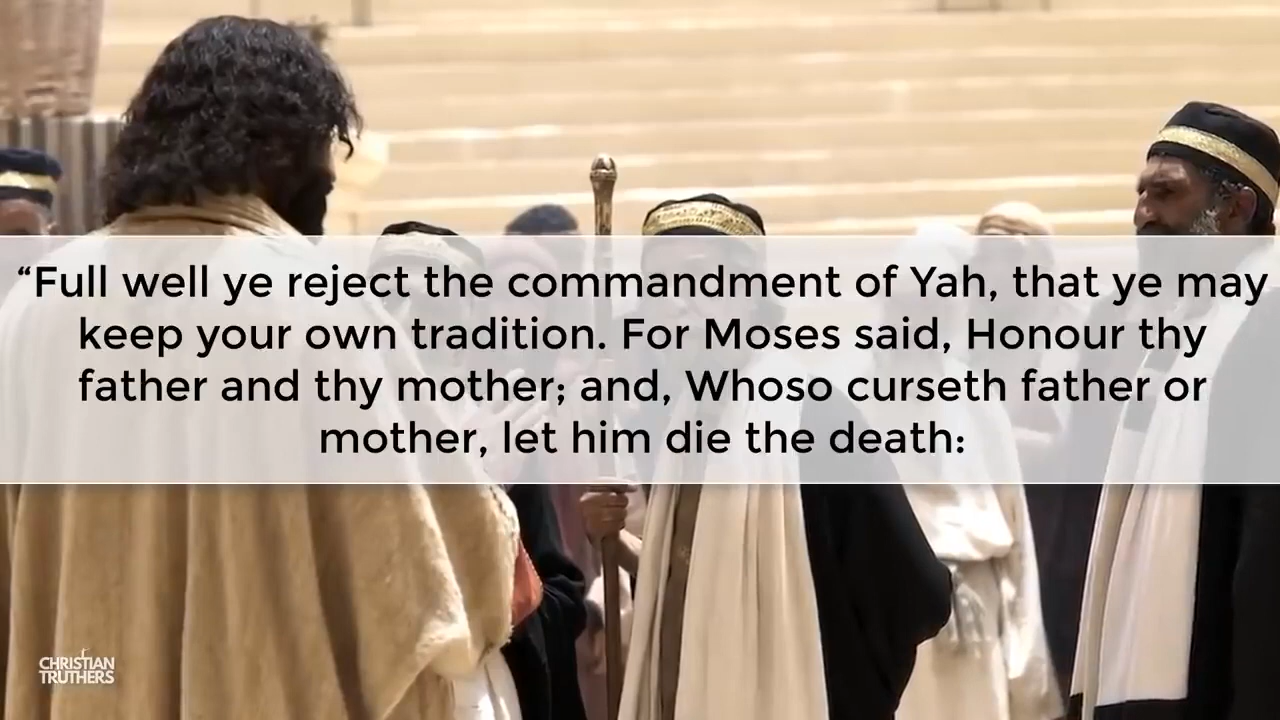 “Full well ye reject the commandment of Yah, that ye may
keep your own tradition. For Moses said, Honour thy
father and thy mother; and, Whoso curseth father or
mother, let him die the death:
CHRISTIAN
TRUTHERS